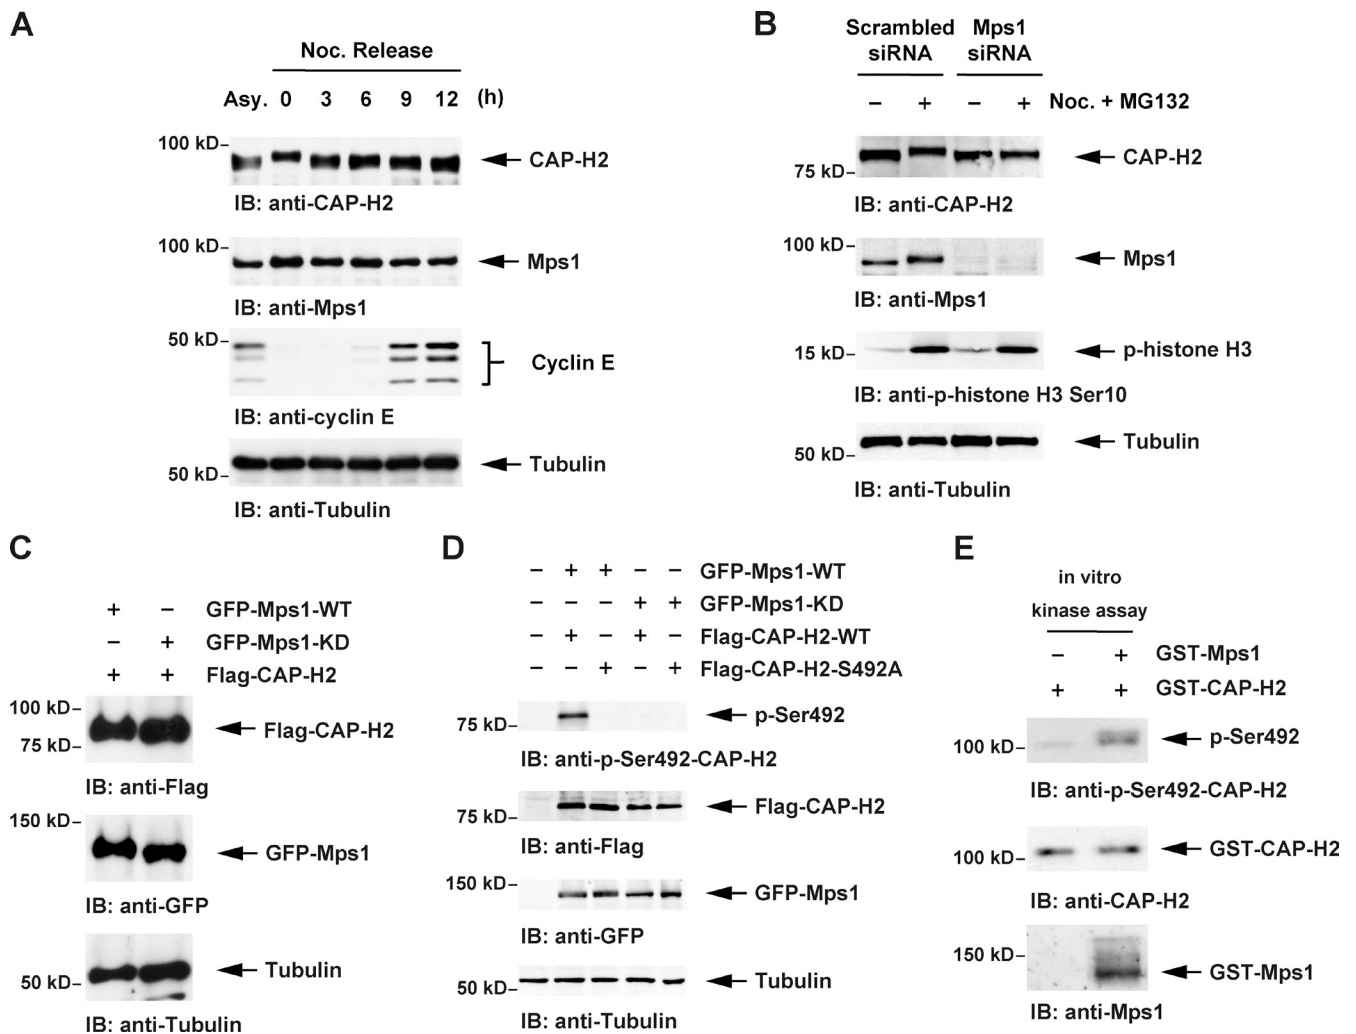 A
Noc. Release
Asy. 0 3 6 9 12 (h)
100 kD
CAP-H2
IB: anti-CAP-H2
100 kD
Mps1
IB: anti-Mps1
50 kD
Cyclin E
IB: anti-cyclin E
50 kD
Tubulin
IB: anti-Tubulin
B
Scrambled siRNA
Mps1 siRNA
– + – + Noc. + MG132
CAP-H2
75 kD
IB: anti-CAP-H2
100 kD
Mps1
IB: anti-Mps1
15 kD
p-histone H3
IB: anti-p-histone H3 Ser10
Tubulin
50 kD
IB: anti-Tubulin
C
+ – GFP-Mps1-WT
– + GFP-Mps1-KD
+ + Flag-CAP-H2
100 kD
Flag-CAP-H2
75 kD
IB: anti-Flag
150 kD
GFP-Mps1
IB: anti-GFP
Tubulin
50 kD
IB: anti-Tubulin
D
– + + – – GFP-Mps1-WT
– – – + + GFP-Mps1-KD
– + – + – Flag-CAP-H2-WT
– – + – + Flag-CAP-H2-S492A
p-Ser492
75 kD
IB: anti-p-Ser492-CAP-H2
Flag-CAP-H2
75 kD
IB: anti-Flag
150 kD
GFP-Mps1
IB: anti-GFP
Tubulin
50 kD
IB: anti-Tubulin
E
in vitro
kinase assay
– + GST-Mps1
+ + GST-CAP-H2
p-Ser492
100 kD
IB: anti-p-Ser492-CAP-H2
GST-CAP-H2
100 kD
IB: anti-CAP-H2
150 kD
GST-Mps1
IB: anti-Mps1